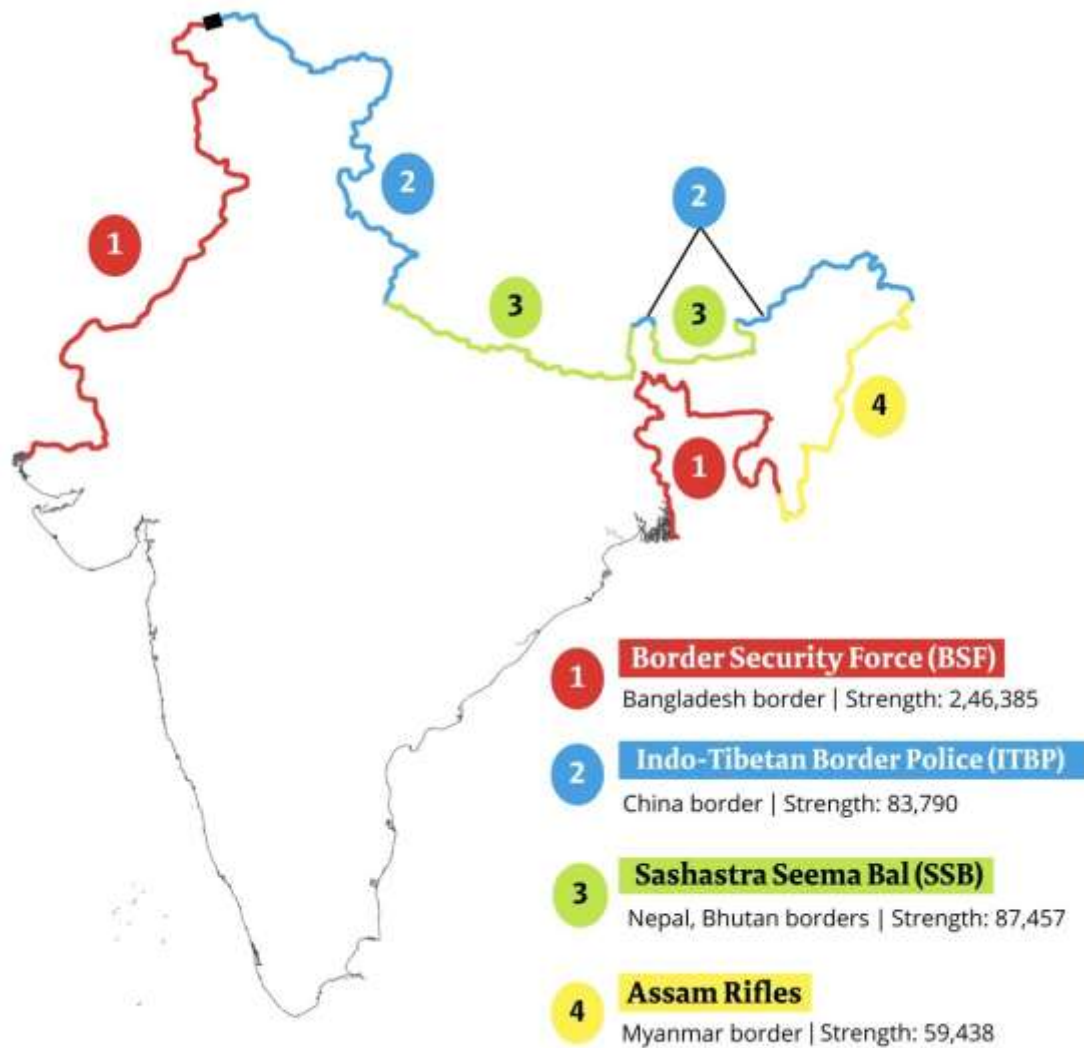 2
2
1
3
3
4
1
1
Border Security Force (BSF)
Bangladesh border | Strength: 2,46,385
2
Indo-Tibetan Border Police (ITBP)
China border | Strength: 83,790
3
Sashastra Seema Bal (SSB)
Nepal, Bhutan borders | Strength: 87,457
4
Assam Rifles
Myanmar border | Strength: 59,438